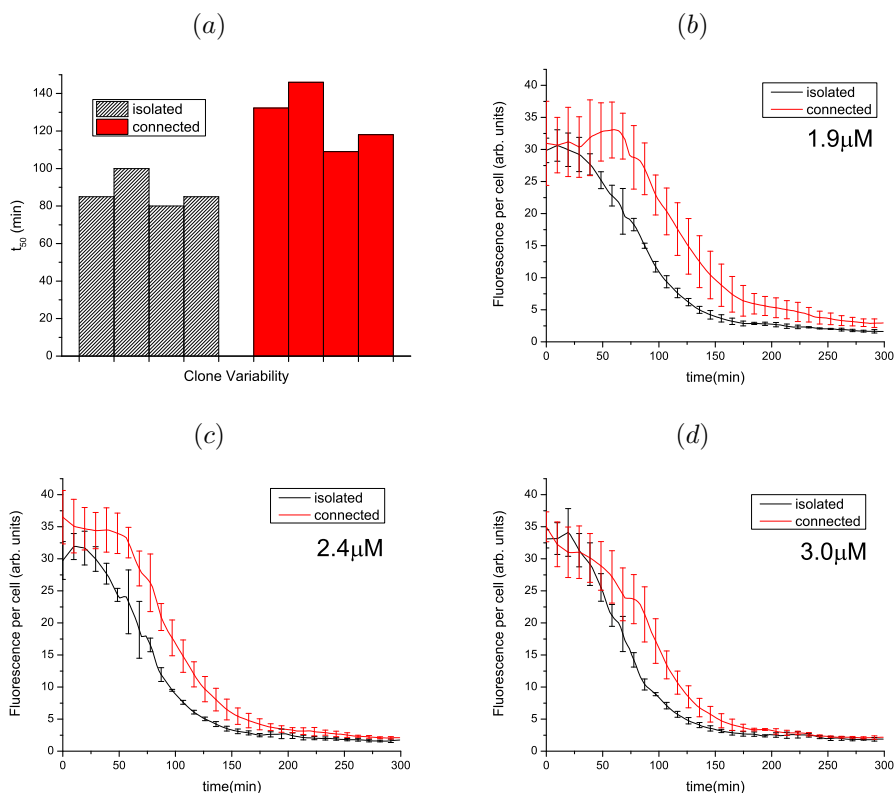 (a)
140
120
100
80
60
40
20
0
t50 (min)
isolated
connected
Clone Variability
(b)
40
35
30
25
20
15
10
5
0
Fluorescence per cell (arb. units)
isolated
connected
1.9μM
0 50 100 150 200 250 300
time(min)
(c)
40
35
30
25
20
15
10
5
0
Fluorescence per cell (arb. units)
isolated
connected
2.4μM
0 50 100 150 200 250 300
time(min)
(d)
40
35
30
25
20
15
10
5
0
Fluorescence per cell (arb. units)
isolated
connected
3.0μM
0 50 100 150 200 250 300
time(min)